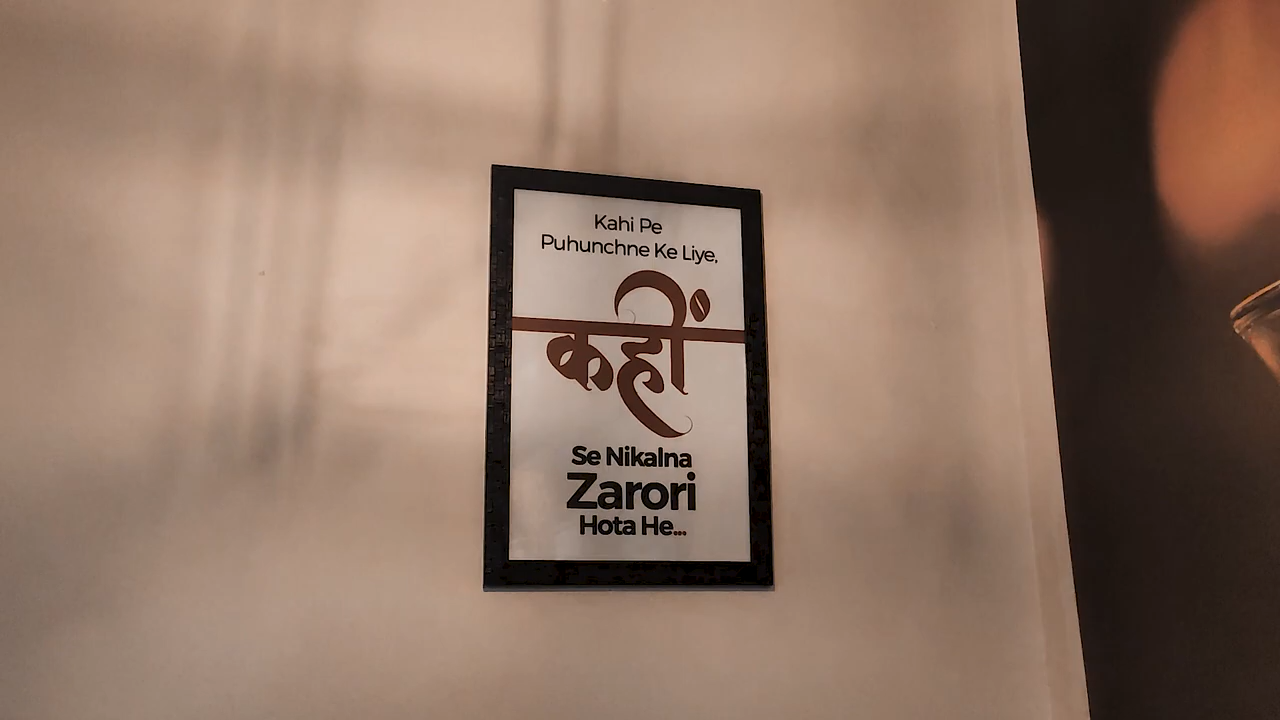 Kahi Pe
Puhunchne Ke Liye,
कहीं
Se Nikalna
Zarori
Hota He...